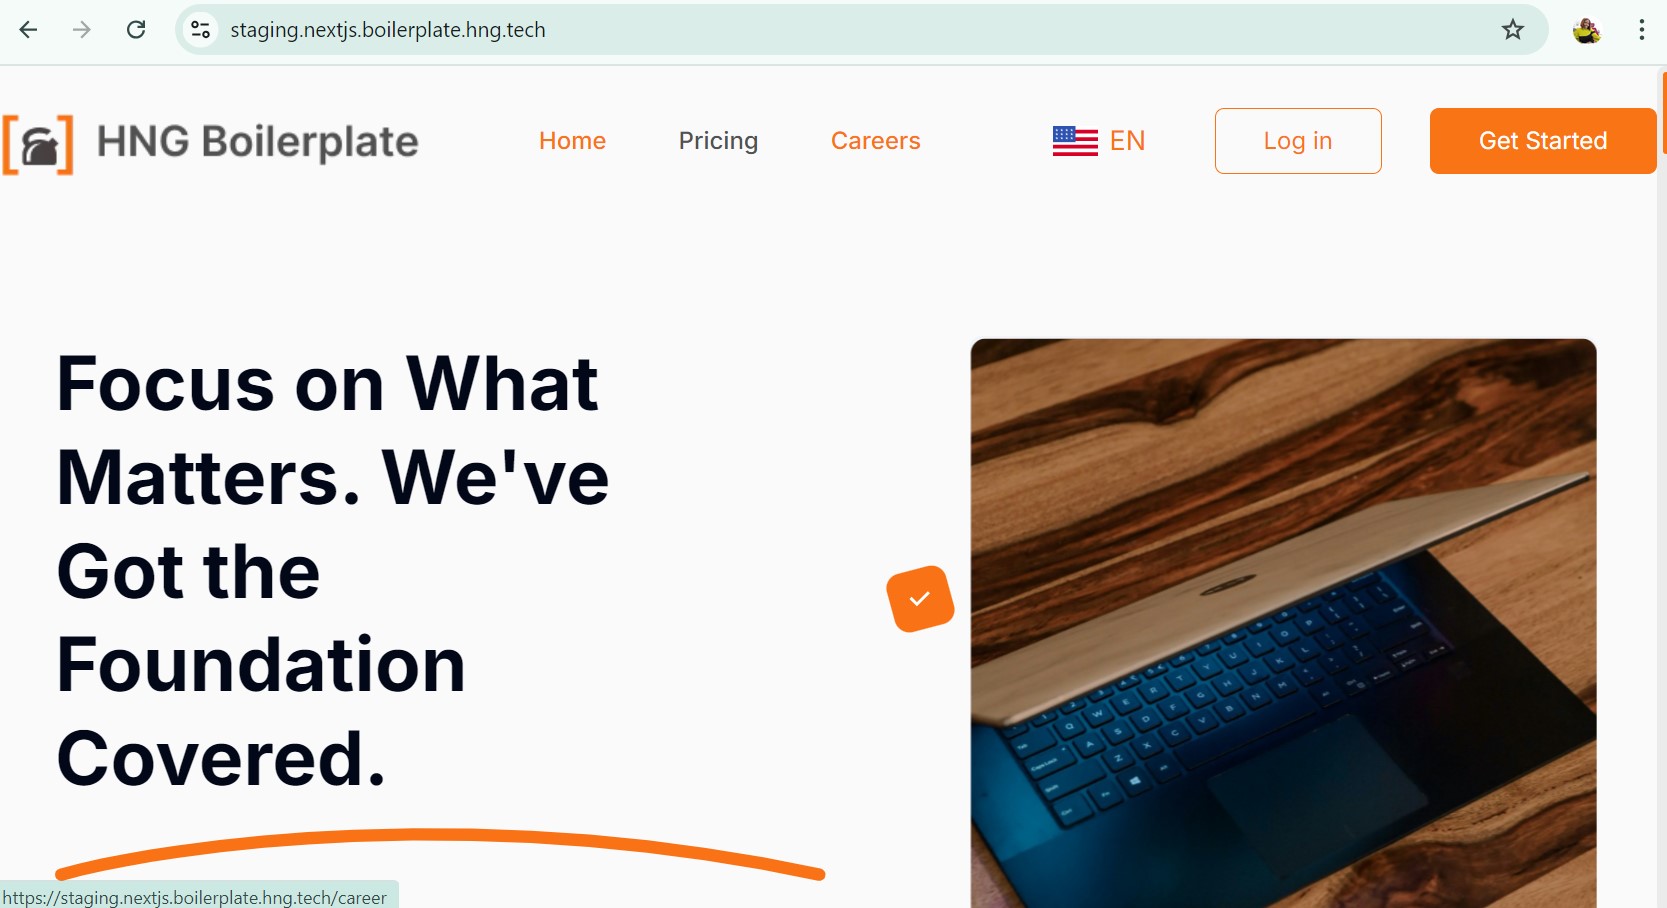 staging.nextjs.boilerplate.hng.tech
HNG Boilerplate
Home
Pricing
Careers
EN
Log in
Get Started
Focus on What
Matters. We've
Got the
Foundation
Covered.
https://staging.nextjs.boilerplate.hng.tech/career